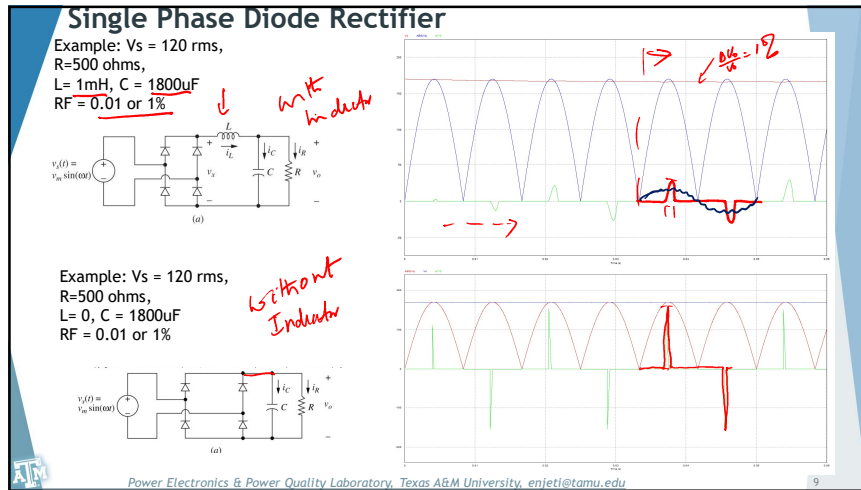 Single Phase Diode Rectifier
Example: Vs = 120 rms,
R=500 ohms,
L= 1mH, C = 1800uF
RF = 0.01 or 1%
with
Inductor
ΔV₀/V₀ = 1%
L
+
iL
iC
iR
+
vs(t) =
vm sin(ωt)
+
−
vx
C
R
vo
−
−
(a)
Example: Vs = 120 rms,
R=500 ohms,
L= 0, C = 1800uF
RF = 0.01 or 1%
Without
Inductor
+
iC
iR
vs(t) =
vm sin(ωt)
+
−
C
R
vo
−
(a)
Power Electronics & Power Quality Laboratory, Texas A&M University, enjeti@tamu.edu
9
A|M